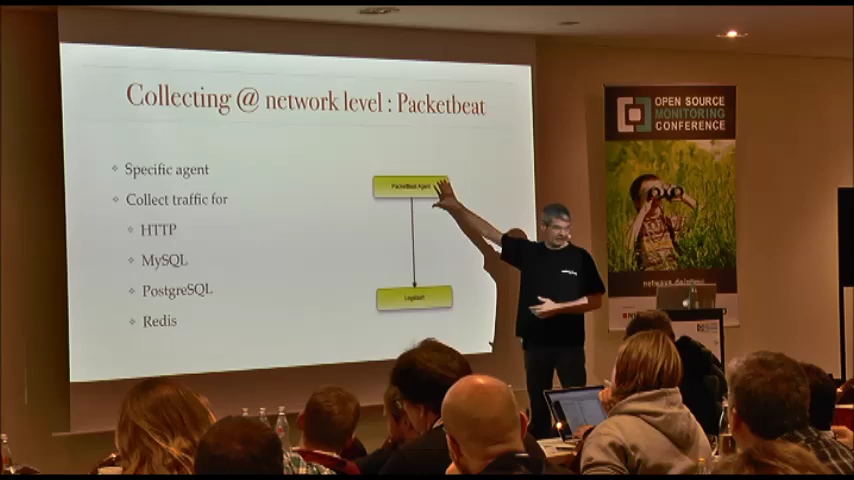 Collecting @ network level : Packetbeat
Specific agent
Collect traffic for
HTTP
MySQL
PostgreSQL
Redis
PacketBeat Agent
Logstash
OPEN SOURCE
MONITORING
CONFERENCE